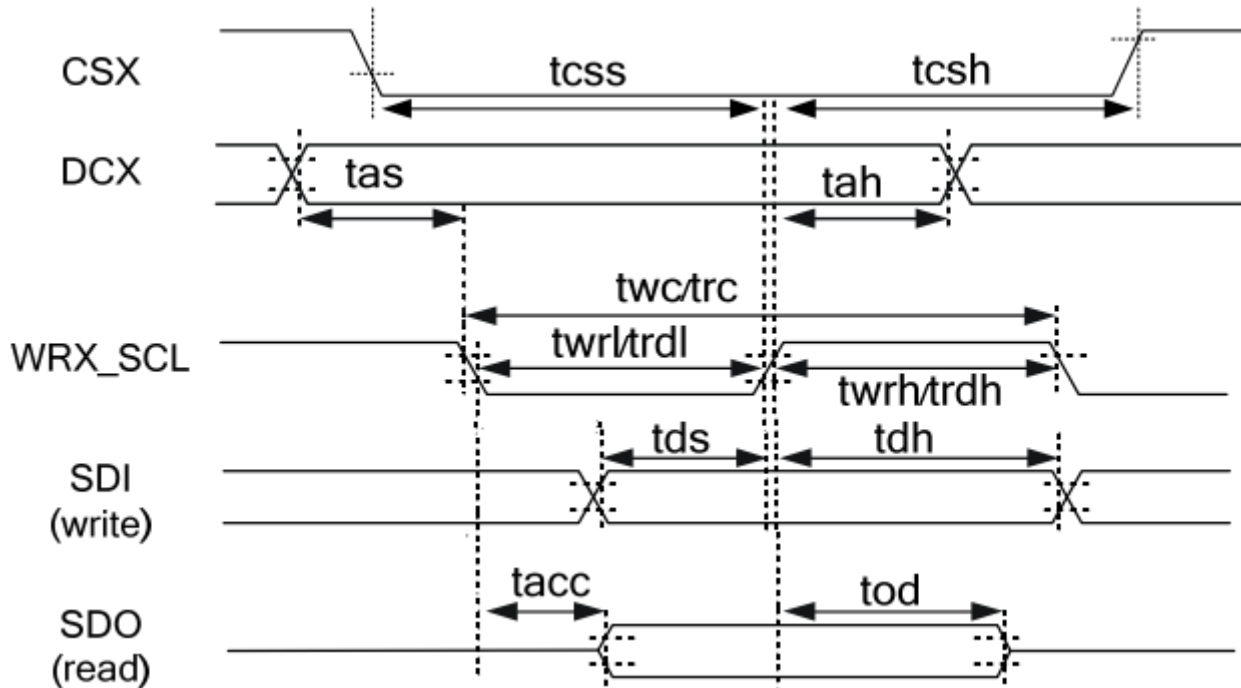 CSX
tcss
tcsh
DCX
tas
tah
twc/trc
WRX_SCL
twrl/trdl
twrh/trdh
SDI
(write)
tds
tdh
SDO
(read)
tacc
tod